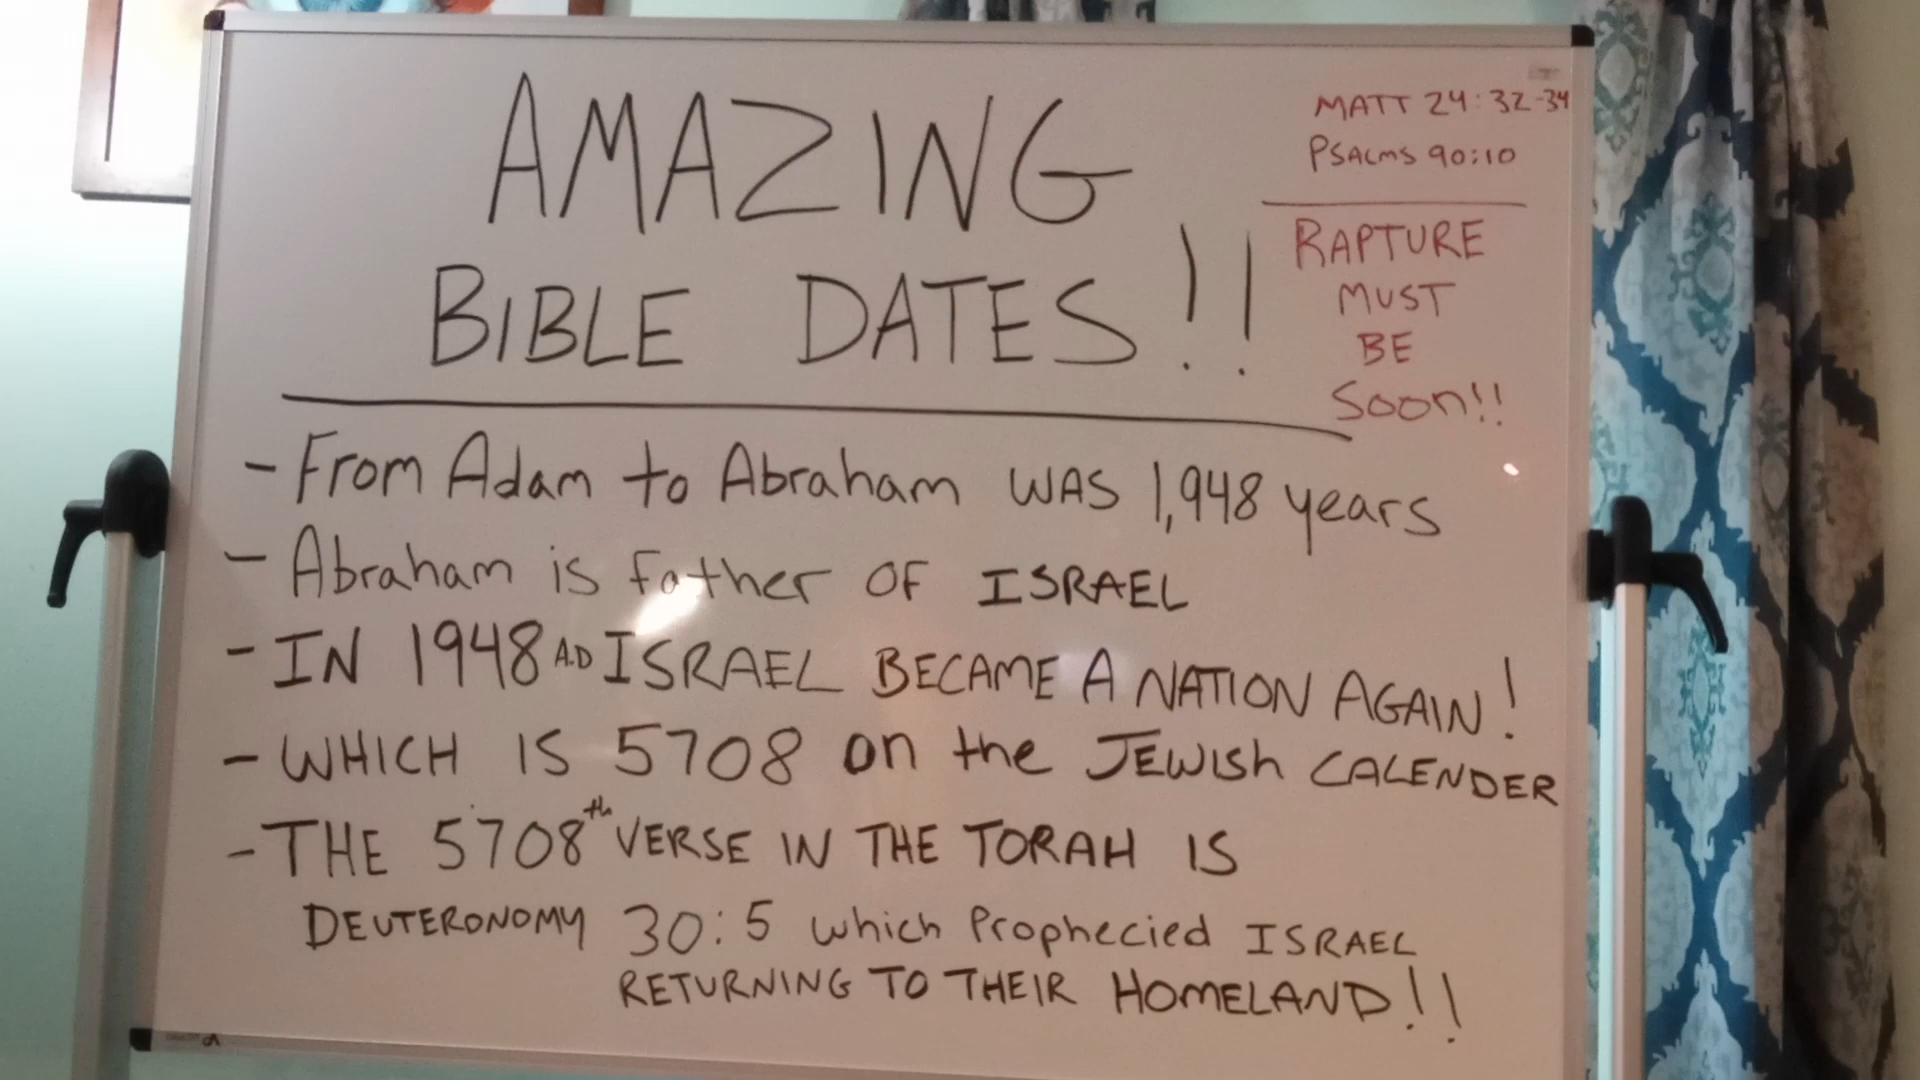 AMAZING
BIBLE DATES!!
MATT 24:32-34
PSALMS 90:10
RAPTURE
MUST
BE
SOON!!
- From Adam to Abraham WAS 1,948 years
- Abraham is father OF ISRAEL
- IN 1948 A.D ISRAEL BECAME A NATION AGAIN!
- WHICH IS 5708 on the JEWISH CALENDER
- THE 5708th VERSE IN THE TORAH IS
DEUTERONOMY 30:5 which Prophecied ISRAEL
RETURNING TO THEIR HOMELAND!!